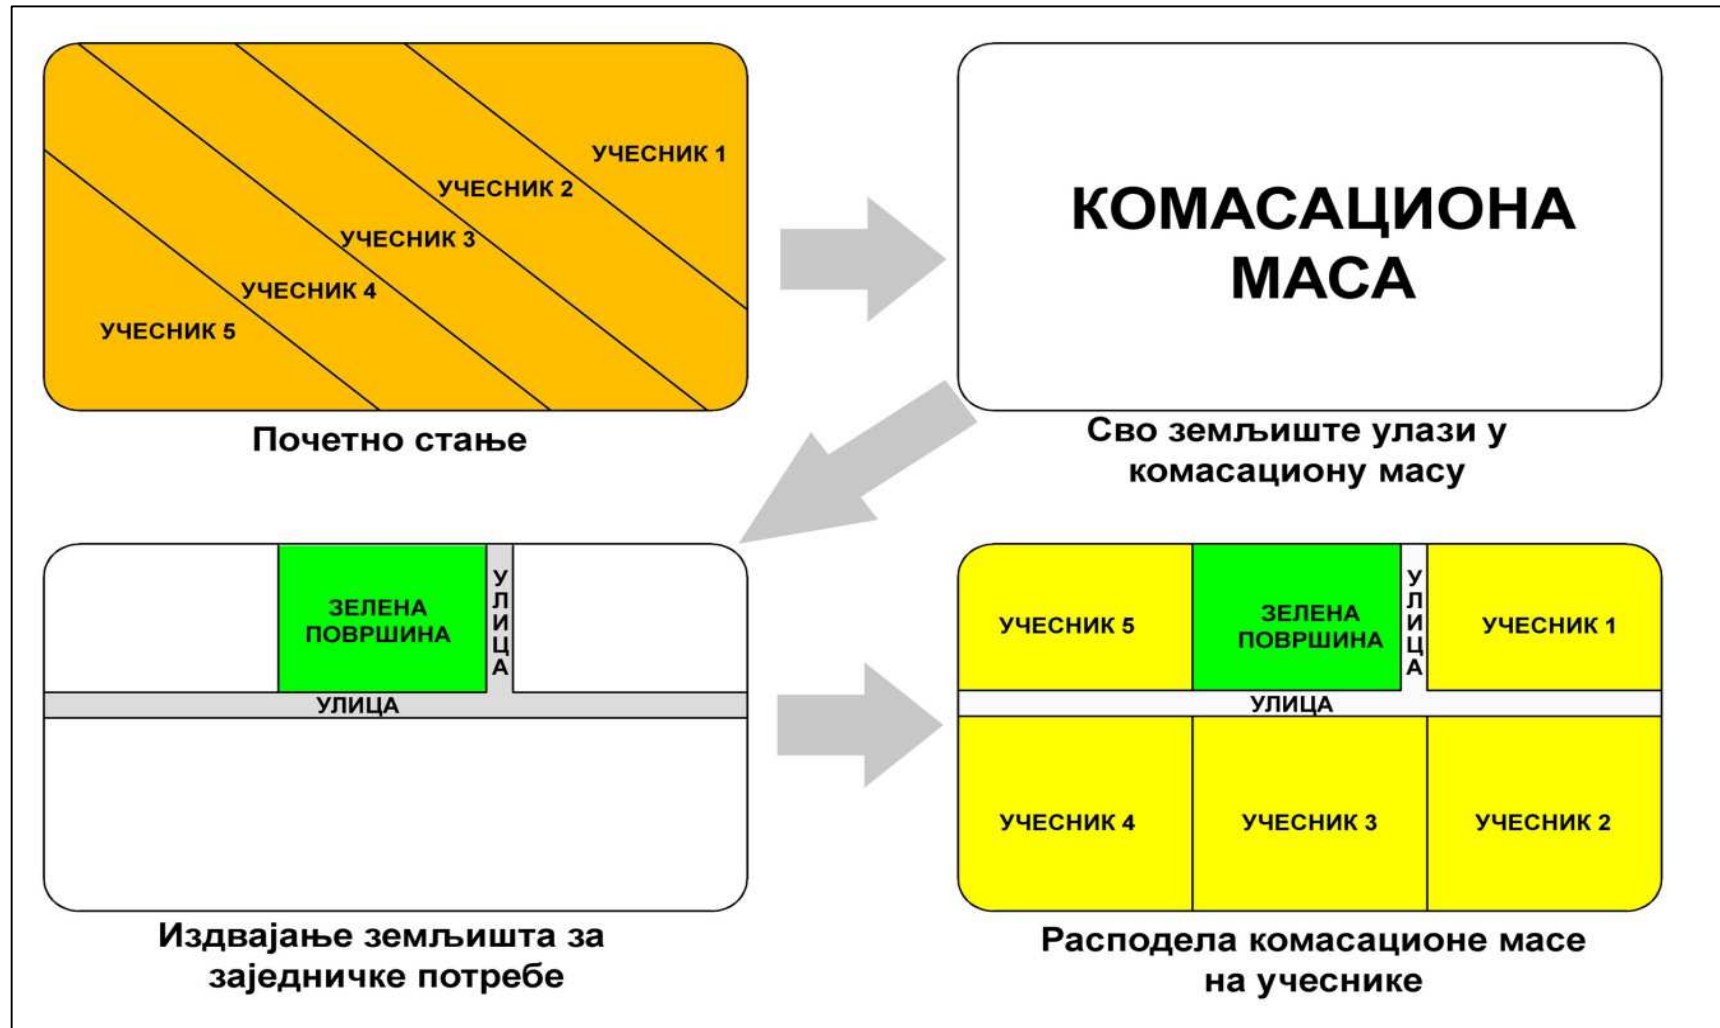 УЧЕСНИК 1
УЧЕСНИК 2
УЧЕСНИК 3
УЧЕСНИК 4
УЧЕСНИК 5
Почетно стање
КОМАСАЦИОНА
МАСА
Сво земљиште улази у
комасациону масу
ЗЕЛЕНА
ПОВРШИНА
УЛИЦА
УЛИЦА
Издвајање земљишта за
заједничке потребе
УЧЕСНИК 5
ЗЕЛЕНА
ПОВРШИНА
УЛИЦА
УЧЕСНИК 1
УЛИЦА
УЧЕСНИК 4
УЧЕСНИК 3
УЧЕСНИК 2
Расподела комасационе масе
на учеснике